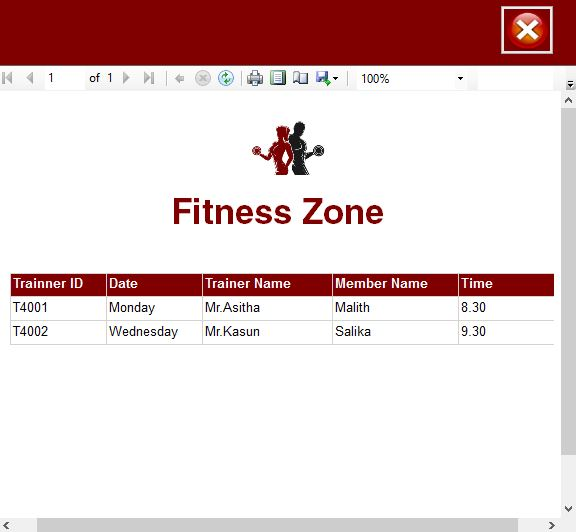 1 of 1 100%
Fitness Zone
Trainner ID Date Trainer Name Member Name Time
T4001 Monday Mr.Asitha Malith 8.30
T4002 Wednesday Mr.Kasun Salika 9.30